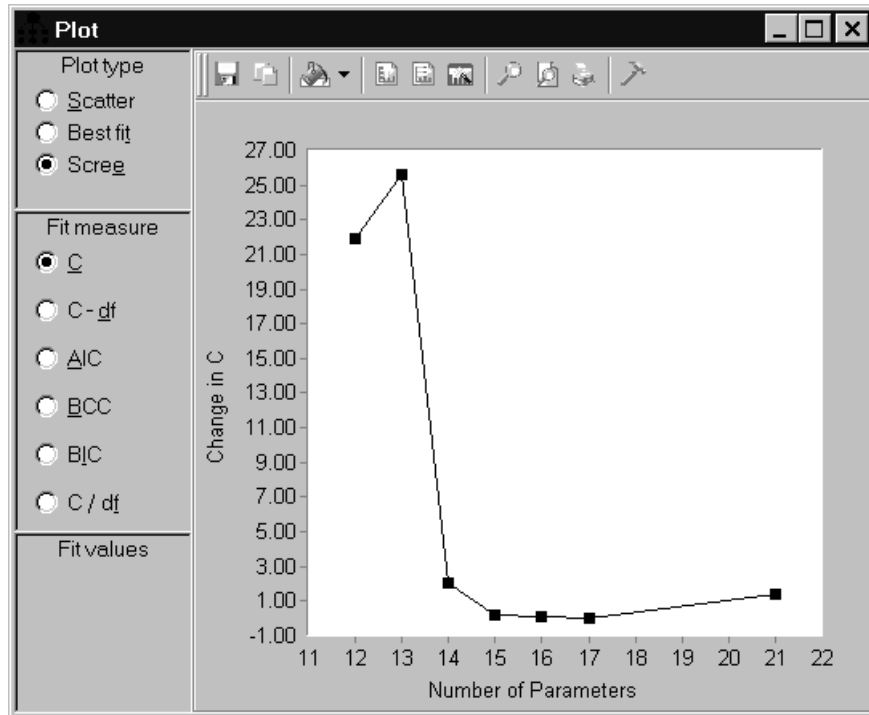 Plot
Plot type
Scatter
Best fit
Scree
Fit measure
C
C - df
AIC
BCC
BIC
C / df
Fit values
27.00
25.00
23.00
21.00
19.00
17.00
15.00
13.00
11.00
9.00
7.00
5.00
3.00
1.00
-1.00
Change in C
11 12 13 14 15 16 17 18 19 20 21 22
Number of Parameters